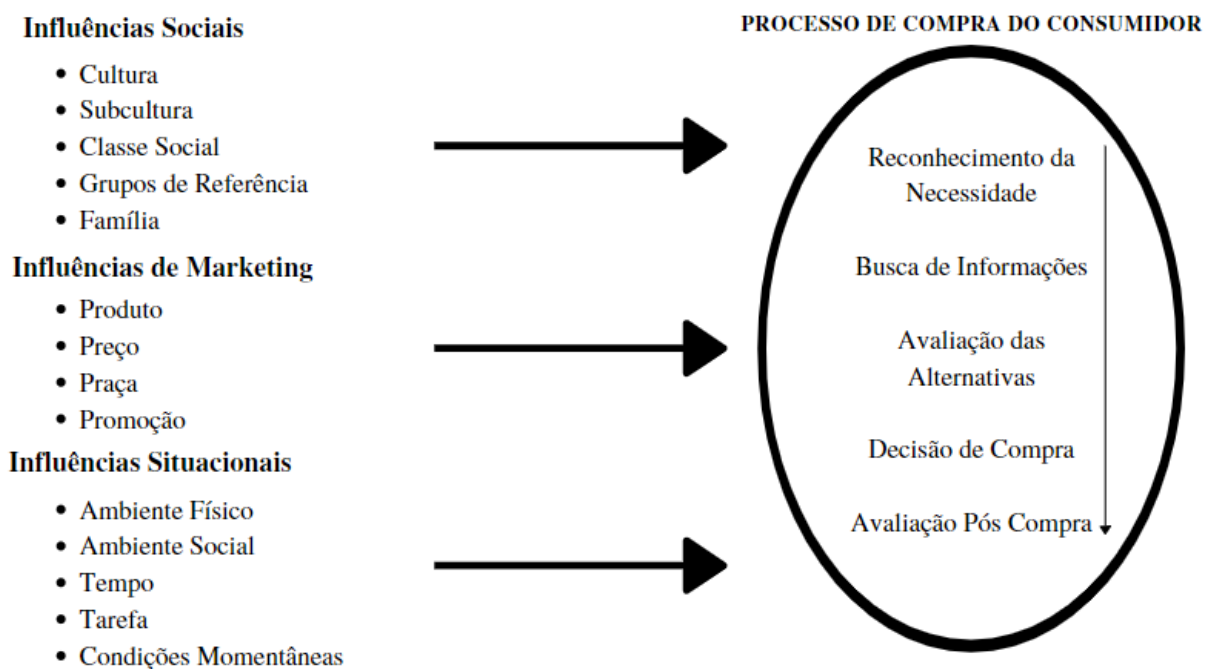 Influências Sociais
• Cultura
• Subcultura
• Classe Social
• Grupos de Referência
• Família
Influências de Marketing
• Produto
• Preço
• Praça
• Promoção
Influências Situacionais
• Ambiente Físico
• Ambiente Social
• Tempo
• Tarefa
• Condições Momentâneas
PROCESSO DE COMPRA DO CONSUMIDOR
Reconhecimento da
Necessidade
Busca de Informações
Avaliação das
Alternativas
Decisão de Compra
Avaliação Pós Compra